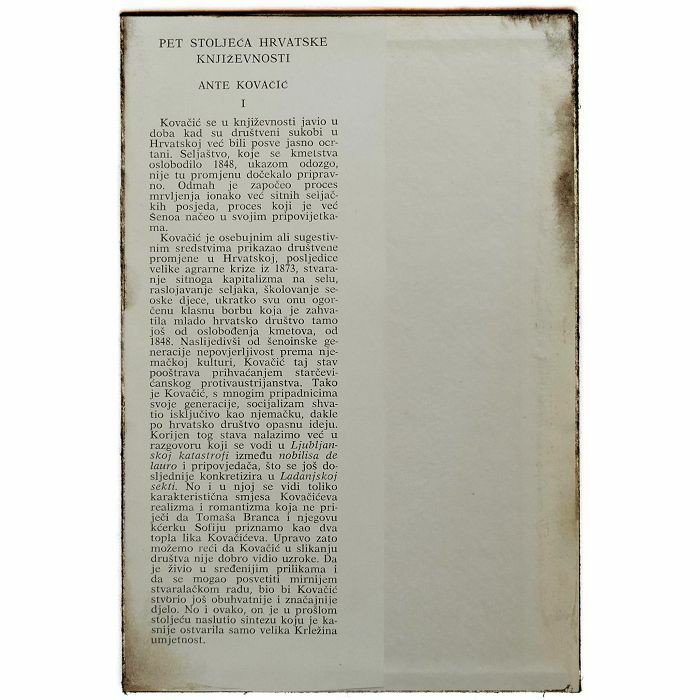 PET STOLJEĆA HRVATSKE
KNJIŽEVNOSTI
ANTE KOVAČIĆ
I
Kovačić se u književnosti javio u
doba kad su društveni sukobi u
Hrvatskoj već bili posve jasno ocr-
tani. Seljaštvo, koje se kmetstva
oslobodilo 1848, ukazom odozgo,
nije tu promjenu dočekalo priprav-
no. Odmah je započeo proces
mrvljenja ionako već sitnih seljač-
kih posjeda, proces koji je već
Šenoa načeo u svojim pripovijetka-
ma.
Kovačić je osebujnim ali sugestiv-
nim sredstvima prikazao društvene
promjene u Hrvatskoj, posljedice
velike agrarne krize iz 1873, stvara-
nje sitnoga kapitalizma na selu,
raslojavanje seljaka, školovanje se-
oske djece, ukratko svu onu ogor-
čenu klasnu borbu koja je zahva-
tila mlado hrvatsko društvo tamo
još od oslobođenja kmetova, od
1848. Naslijedivši od šenoinske ge-
neracije nepovjerljivost prema nje-
mačkoj kulturi, Kovačić taj stav
pooštrava prihvaćanjem starčevi-
ćanskog protivaustrijanstva. Tako
je Kovačić, s mnogim pripadnicima
svoje generacije, socijalizam shva-
tio isključivo kao njemačku, dakle
po hrvatsko društvo opasnu ideju.
Korijen tog stava nalazimo već u
razgovoru koji se vodi u Ljubljan-
skoj katastrofi između nobilisa de
lauro i pripovjedača, što se još do-
sljednije konkretizira u Ladanjskoj
sekti. No i u njoj se vidi toliko
karakteristična smjesa Kovačićeva
realizma i romantizma koja ne pri-
ječi da Tomaša Branca i njegovu
kćerku Sofiju priznamo kao dva
topla lika Kovačićeva. Upravo zato
možemo reći da Kovačić u slikanju
društva nije dobro vidio uzroke. Da
je živio u sređenijim prilikama i
da se mogao posvetiti mirnijem
stvaralačkom radu, bio bi Kovačić
stvorio još obuhvatnije i značajnije
djelo. No i ovako, on je u prošlom
stoljeću naslutio sintezu koju je ka-
snije ostvarila samo velika Krležina
umjetnost.